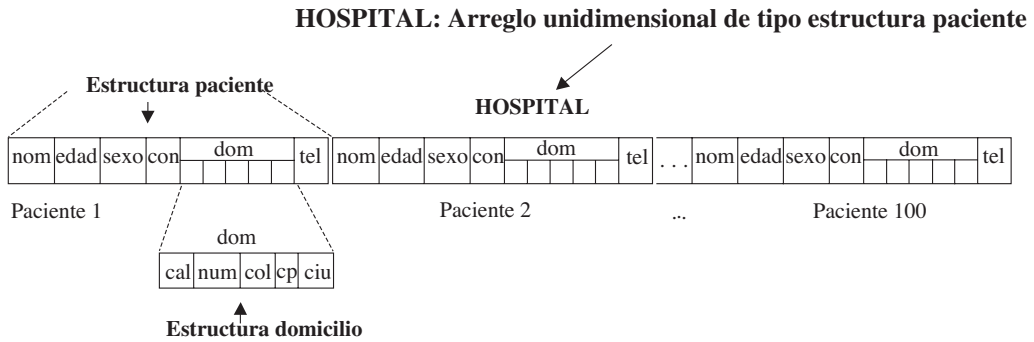 HOSPITAL: Arreglo unidimensional de tipo estructura paciente
Estructura paciente
HOSPITAL
nom edad sexo con dom tel nom edad sexo con dom tel . . . nom edad sexo con dom tel
Paciente 1 Paciente 2 ... Paciente 100
dom
cal num col cp ciu
Estructura domicilio